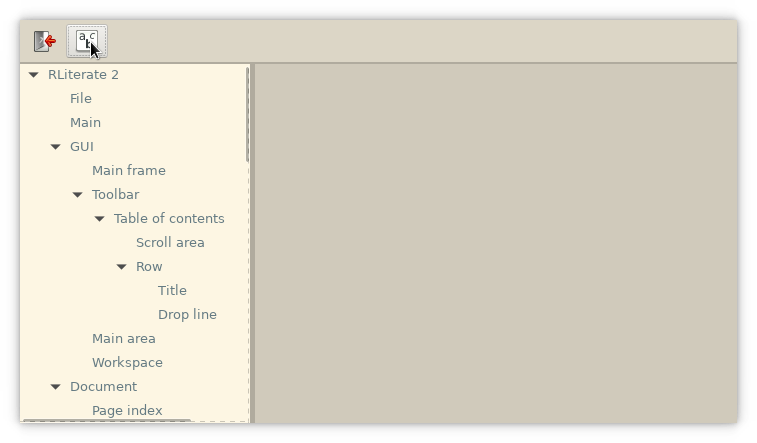 abc
RLiterate 2
File
Main
GUI
Main frame
Toolbar
Table of contents
Scroll area
Row
Title
Drop line
Main area
Workspace
Document
Page index